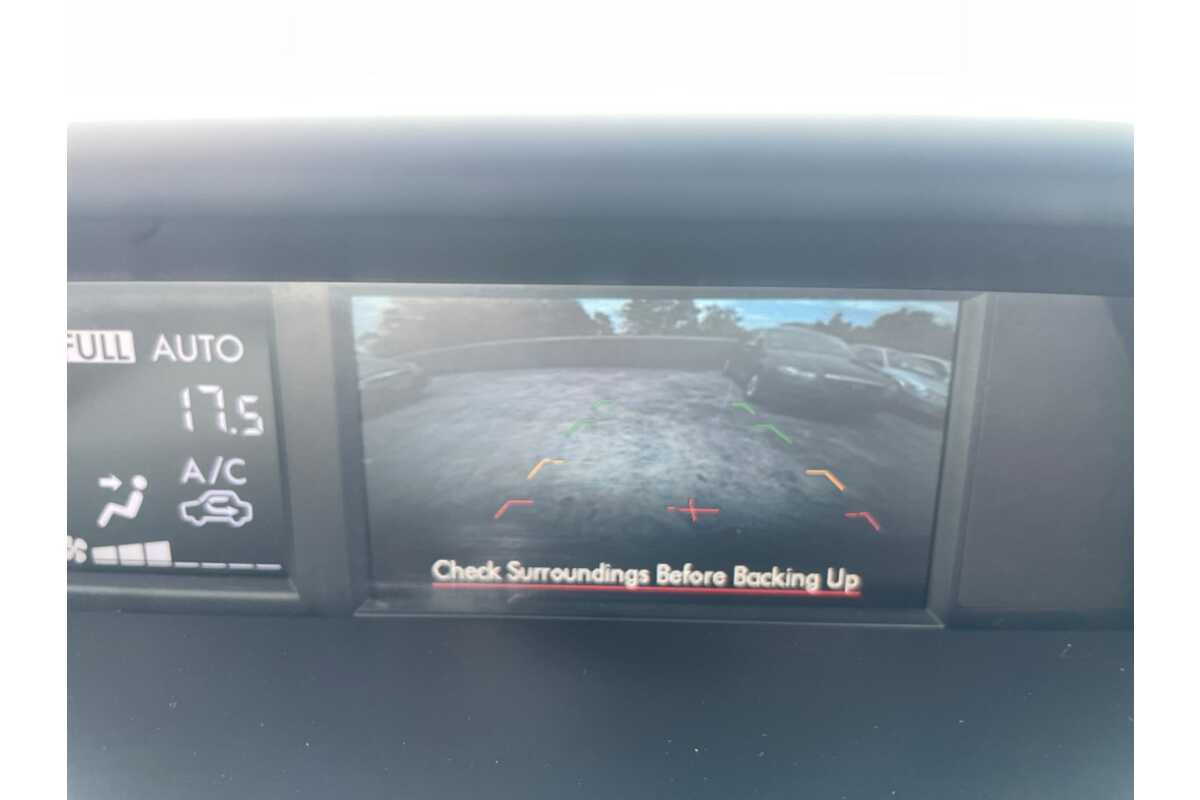 FULL AUTO
17.5
A/C
Check Surroundings Before Backing Up